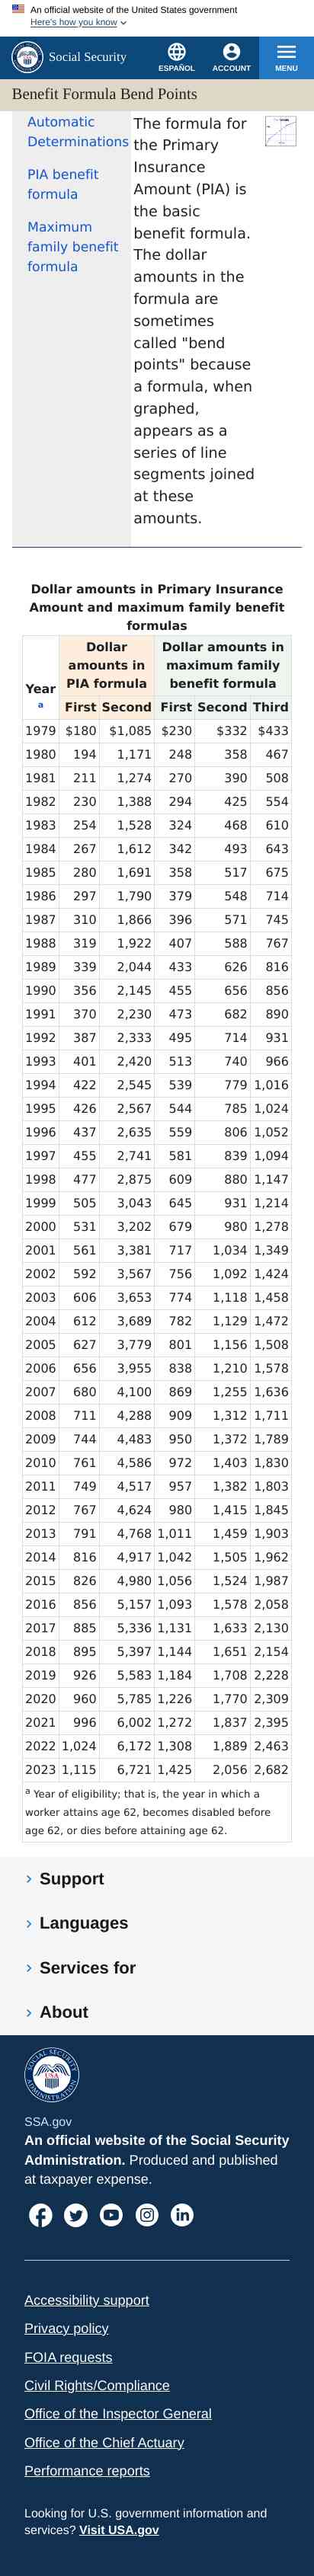 An official website of the United States government
Here's how you know
Social Security
ESPAÑOL
ACCOUNT
MENU
Benefit Formula Bend Points
Automatic
Determinations
PIA benefit
formula
Maximum
family benefit
formula
The formula for
the Primary
Insurance
Amount (PIA) is
the basic
benefit formula.
The dollar
amounts in the
formula are
sometimes
called "bend
points" because
a formula, when
graphed,
appears as a
series of line
segments joined
at these
amounts.
Dollar amounts in Primary Insurance
Amount and maximum family benefit
formulas
Year a
Dollar
amounts in
PIA formula
Dollar amounts in
maximum family
benefit formula
First Second First Second Third
1979 $180 $1,085 $230 $332 $433
1980 194 1,171 248 358 467
1981 211 1,274 270 390 508
1982 230 1,388 294 425 554
1983 254 1,528 324 468 610
1984 267 1,612 342 493 643
1985 280 1,691 358 517 675
1986 297 1,790 379 548 714
1987 310 1,866 396 571 745
1988 319 1,922 407 588 767
1989 339 2,044 433 626 816
1990 356 2,145 455 656 856
1991 370 2,230 473 682 890
1992 387 2,333 495 714 931
1993 401 2,420 513 740 966
1994 422 2,545 539 779 1,016
1995 426 2,567 544 785 1,024
1996 437 2,635 559 806 1,052
1997 455 2,741 581 839 1,094
1998 477 2,875 609 880 1,147
1999 505 3,043 645 931 1,214
2000 531 3,202 679 980 1,278
2001 561 3,381 717 1,034 1,349
2002 592 3,567 756 1,092 1,424
2003 606 3,653 774 1,118 1,458
2004 612 3,689 782 1,129 1,472
2005 627 3,779 801 1,156 1,508
2006 656 3,955 838 1,210 1,578
2007 680 4,100 869 1,255 1,636
2008 711 4,288 909 1,312 1,711
2009 744 4,483 950 1,372 1,789
2010 761 4,586 972 1,403 1,830
2011 749 4,517 957 1,382 1,803
2012 767 4,624 980 1,415 1,845
2013 791 4,768 1,011 1,459 1,903
2014 816 4,917 1,042 1,505 1,962
2015 826 4,980 1,056 1,524 1,987
2016 856 5,157 1,093 1,578 2,058
2017 885 5,336 1,131 1,633 2,130
2018 895 5,397 1,144 1,651 2,154
2019 926 5,583 1,184 1,708 2,228
2020 960 5,785 1,226 1,770 2,309
2021 996 6,002 1,272 1,837 2,395
2022 1,024 6,172 1,308 1,889 2,463
2023 1,115 6,721 1,425 2,056 2,682
a Year of eligibility; that is, the year in which a
worker attains age 62, becomes disabled before
age 62, or dies before attaining age 62.
Support
Languages
Services for
About
SOCIAL SECURITY
USA
ADMINISTRATION
SSA.gov
An official website of the Social Security
Administration. Produced and published
at taxpayer expense.
Accessibility support
Privacy policy
FOIA requests
Civil Rights/Compliance
Office of the Inspector General
Office of the Chief Actuary
Performance reports
Looking for U.S. government information and
services? Visit USA.gov